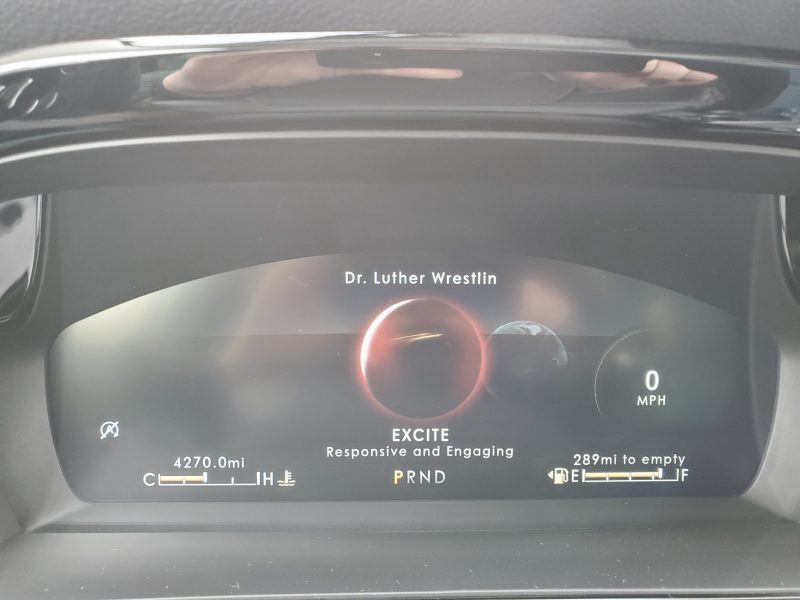 Dr. Luther Wrestlin
0
MPH
EXCITE
Responsive and Engaging
4270.0mi
289mi to empty
C H
PRND
E F